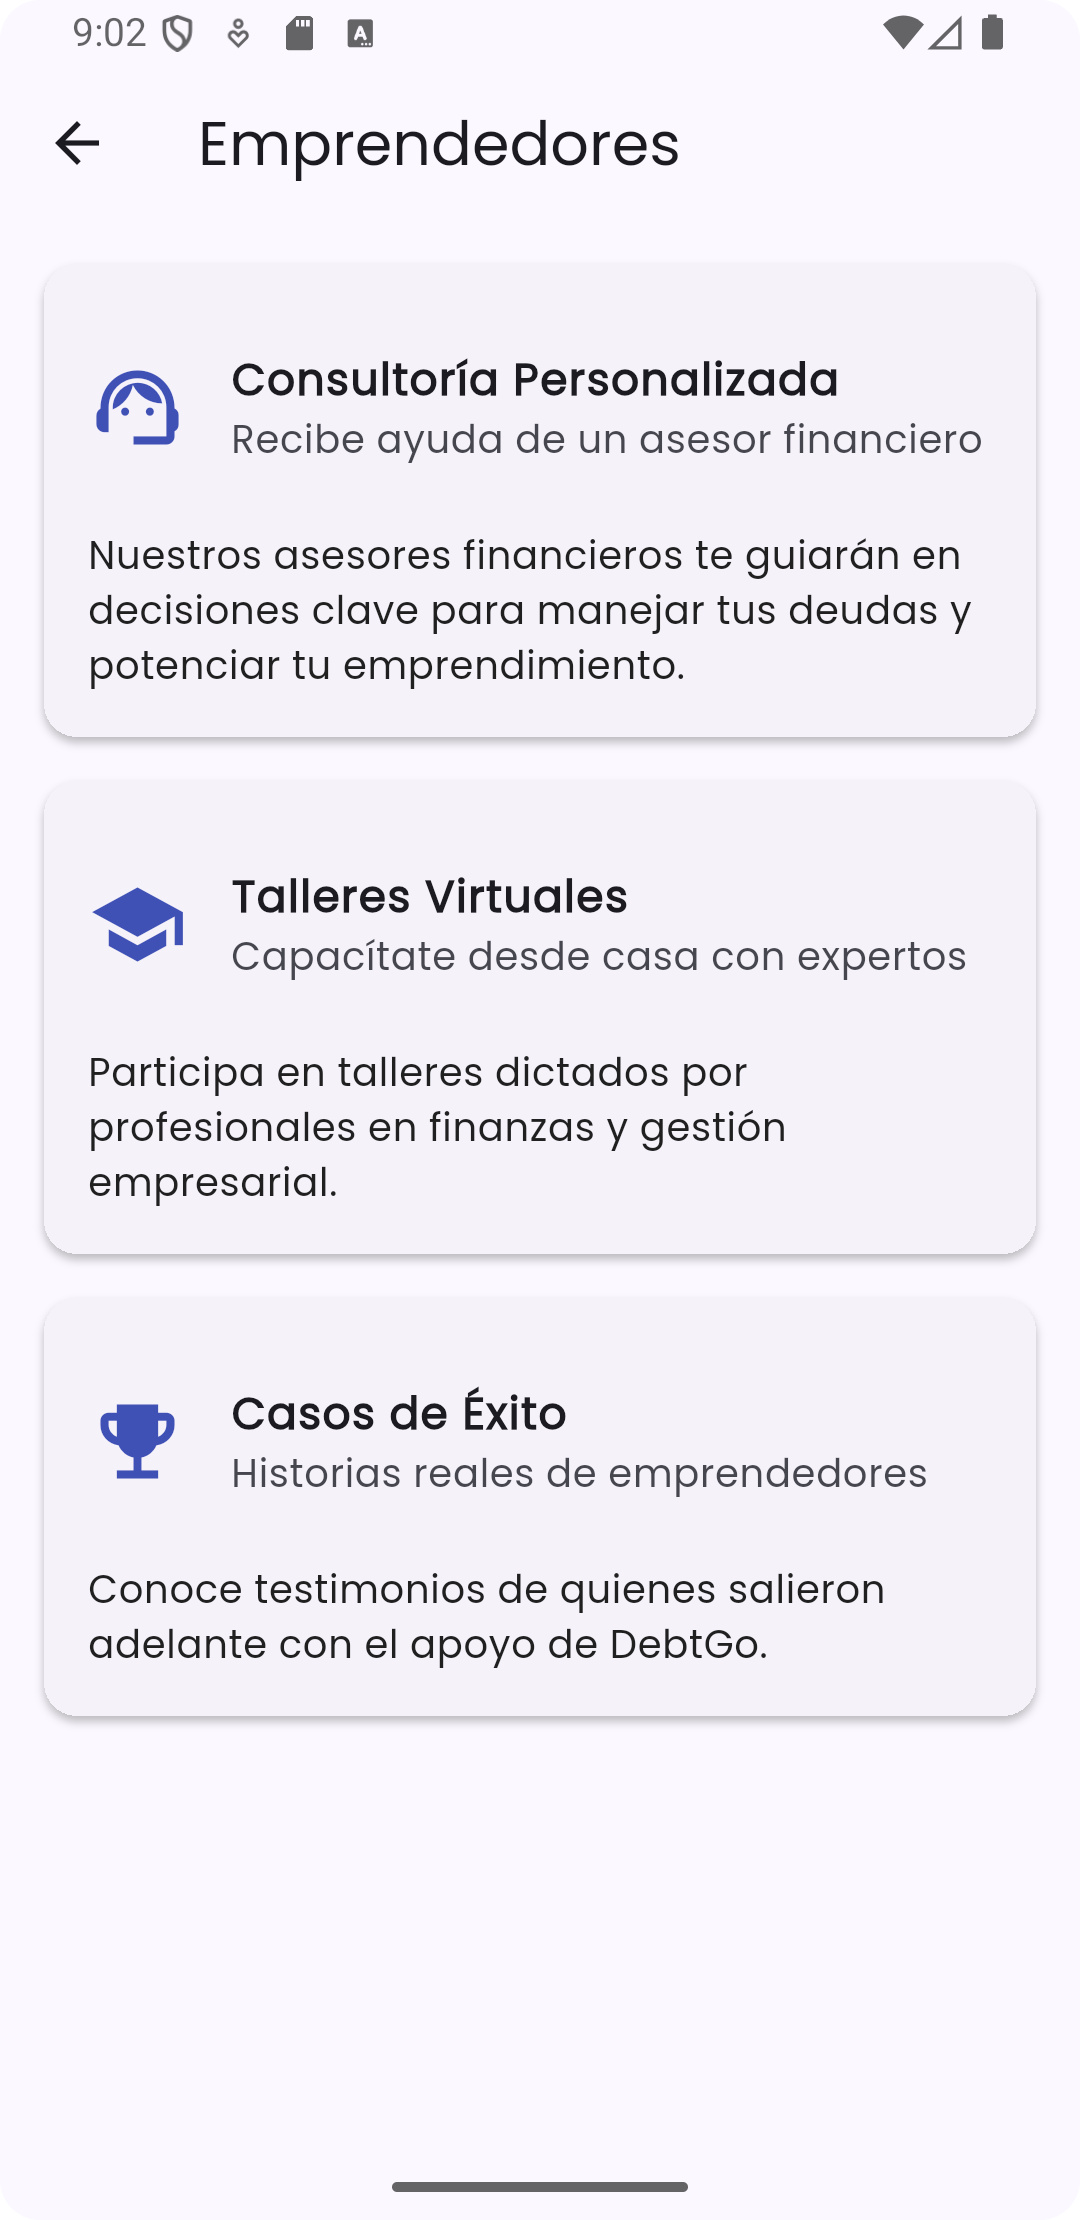 9:02
Emprendedores
Consultoría Personalizada
Recibe ayuda de un asesor financiero
Nuestros asesores financieros te guiarán en
decisiones clave para manejar tus deudas y
potenciar tu emprendimiento.
Talleres Virtuales
Capacítate desde casa con expertos
Participa en talleres dictados por
profesionales en finanzas y gestión
empresarial.
Casos de Éxito
Historias reales de emprendedores
Conoce testimonios de quienes salieron
adelante con el apoyo de DebtGo.